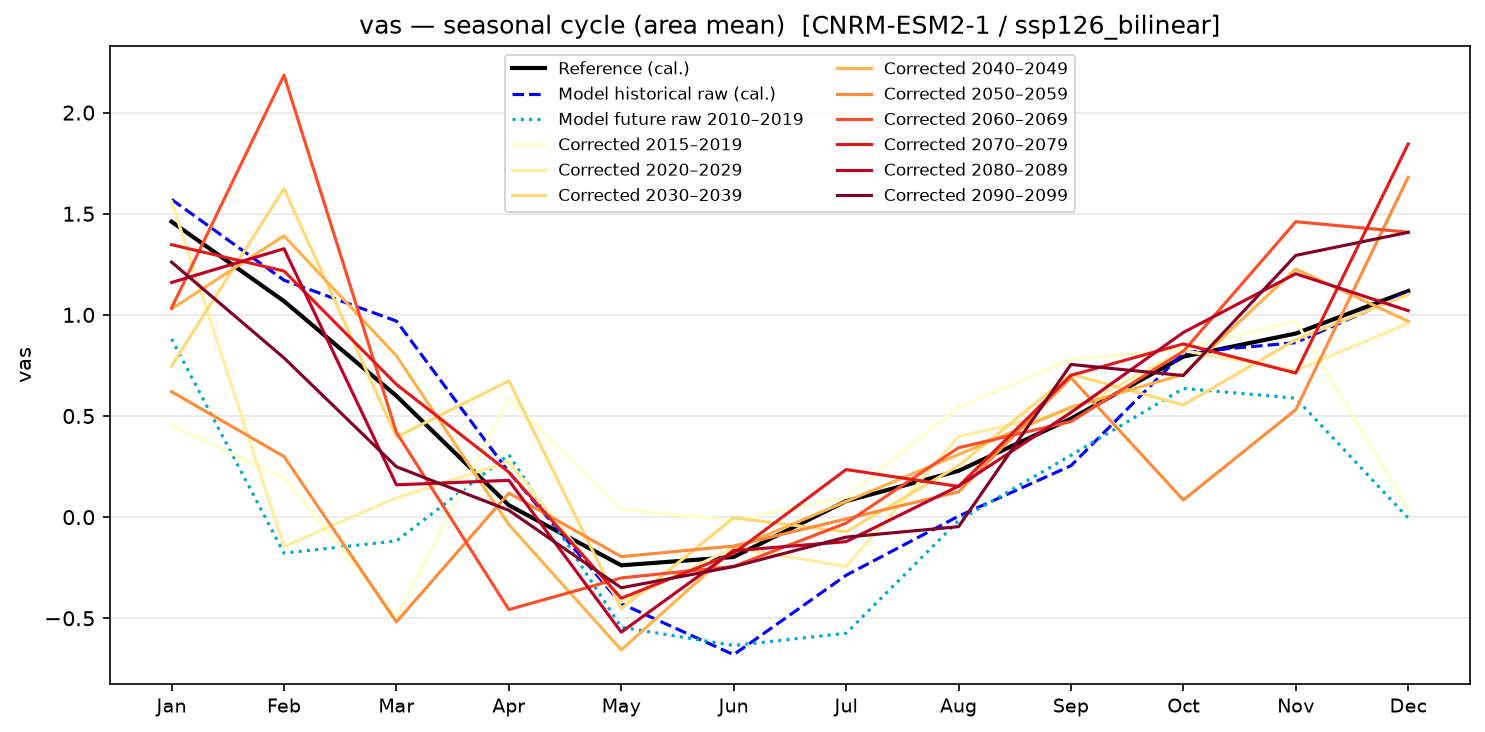 vas — seasonal cycle (area mean)  [CNRM-ESM2-1 / ssp126_bilinear]
Reference (cal.)
Model historical raw (cal.)
Model future raw 2010–2019
Corrected 2015–2019
Corrected 2020–2029
Corrected 2030–2039
Corrected 2040–2049
Corrected 2050–2059
Corrected 2060–2069
Corrected 2070–2079
Corrected 2080–2089
Corrected 2090–2099
vas
2.0
1.5
1.0
0.5
0.0
−0.5
Jan Feb Mar Apr May Jun Jul Aug Sep Oct Nov Dec